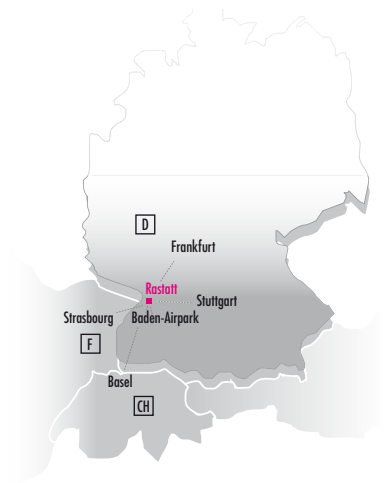 D
Frankfurt
Rastatt
Stuttgart
Strasbourg
Baden-Airpark
F
Basel
CH